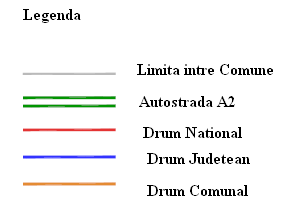 Legenda
Limita intre Comune
Autostrada A2
Drum National
Drum Judetean
Drum Comunal